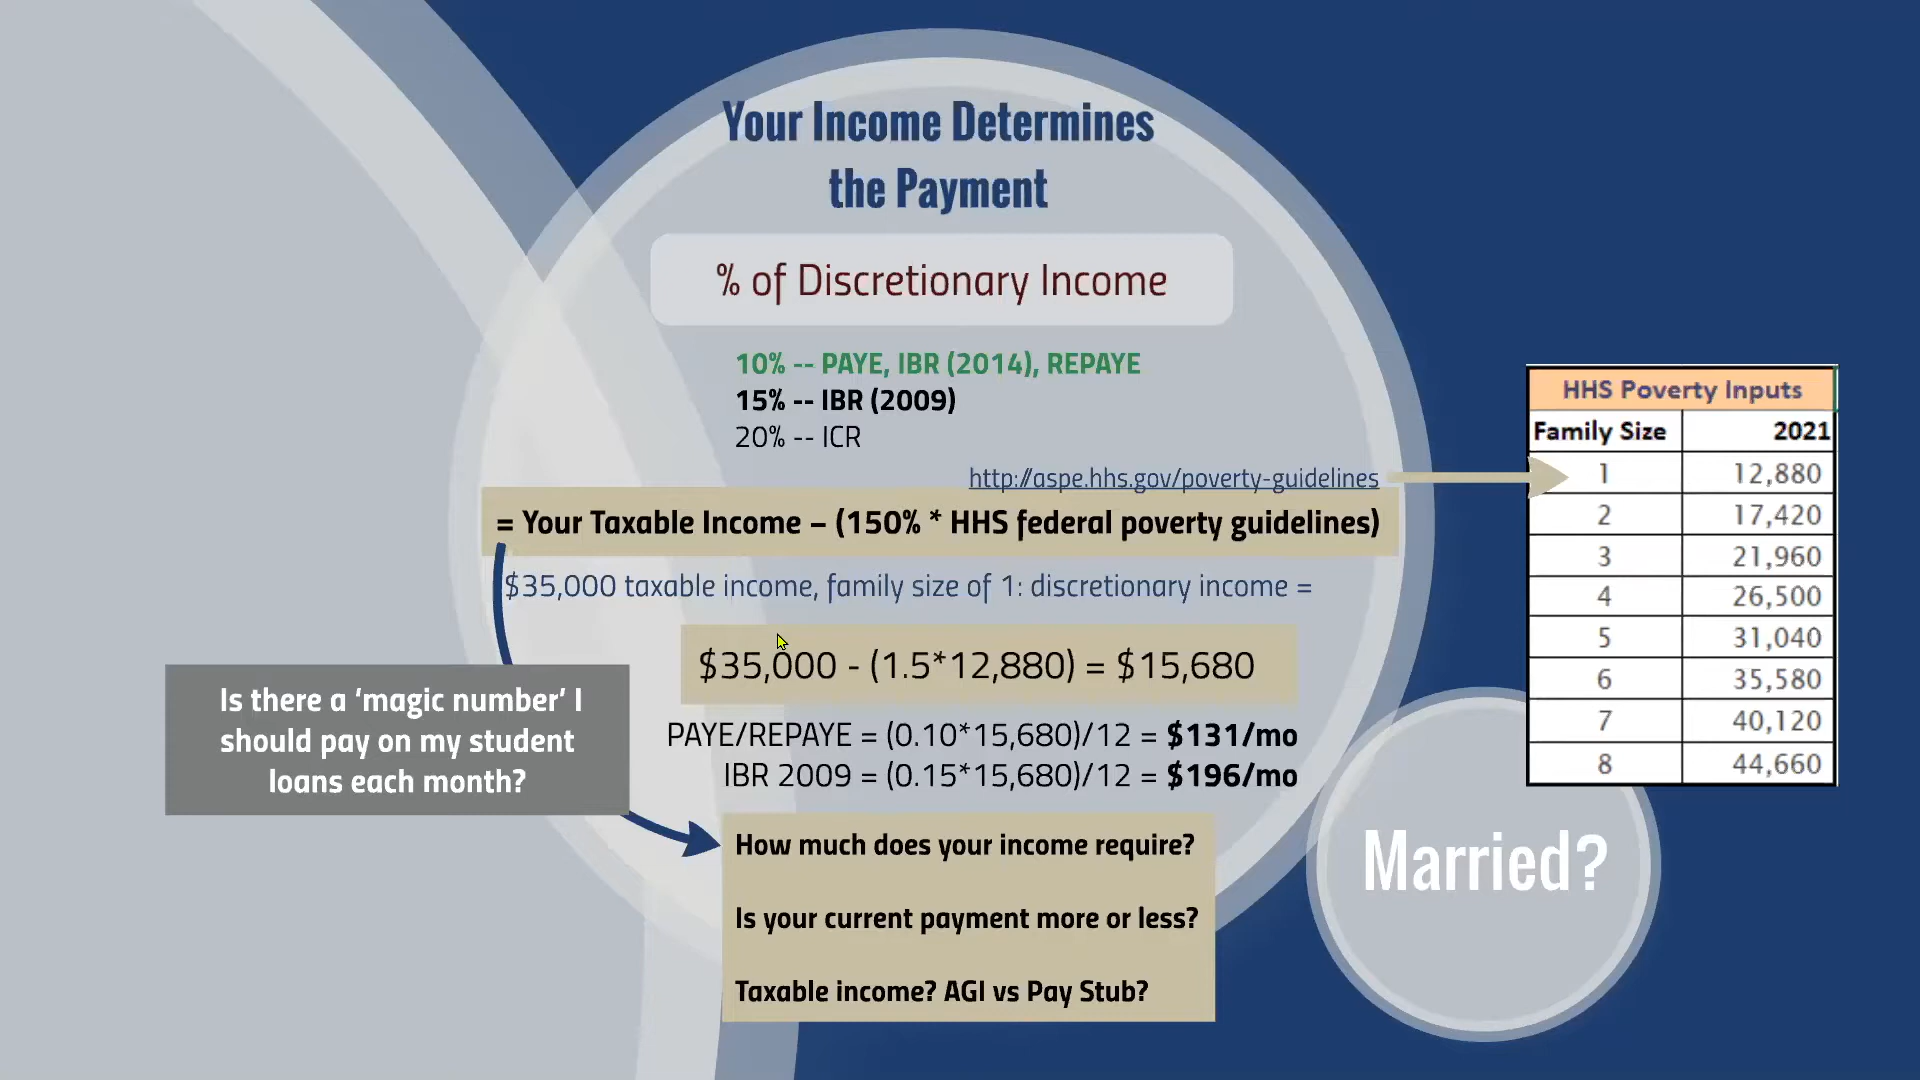 Your Income Determines
the Payment
% of Discretionary Income
10% -- PAYE, IBR (2014), REPAYE
15% -- IBR (2009)
20% -- ICR
http://aspe.hhs.gov/poverty-guidelines
= Your Taxable Income – (150% * HHS federal poverty guidelines)
$35,000 taxable income, family size of 1: discretionary income =
$35,000 - (1.5*12,880) = $15,680
PAYE/REPAYE = (0.10*15,680)/12 = $131/mo
IBR 2009 = (0.15*15,680)/12 = $196/mo
Is there a ‘magic number’ I
should pay on my student
loans each month?
How much does your income require?
Is your current payment more or less?
Taxable income? AGI vs Pay Stub?
HHS Poverty Inputs
Family Size 2021
1 12,880
2 17,420
3 21,960
4 26,500
5 31,040
6 35,580
7 40,120
8 44,660
Married?